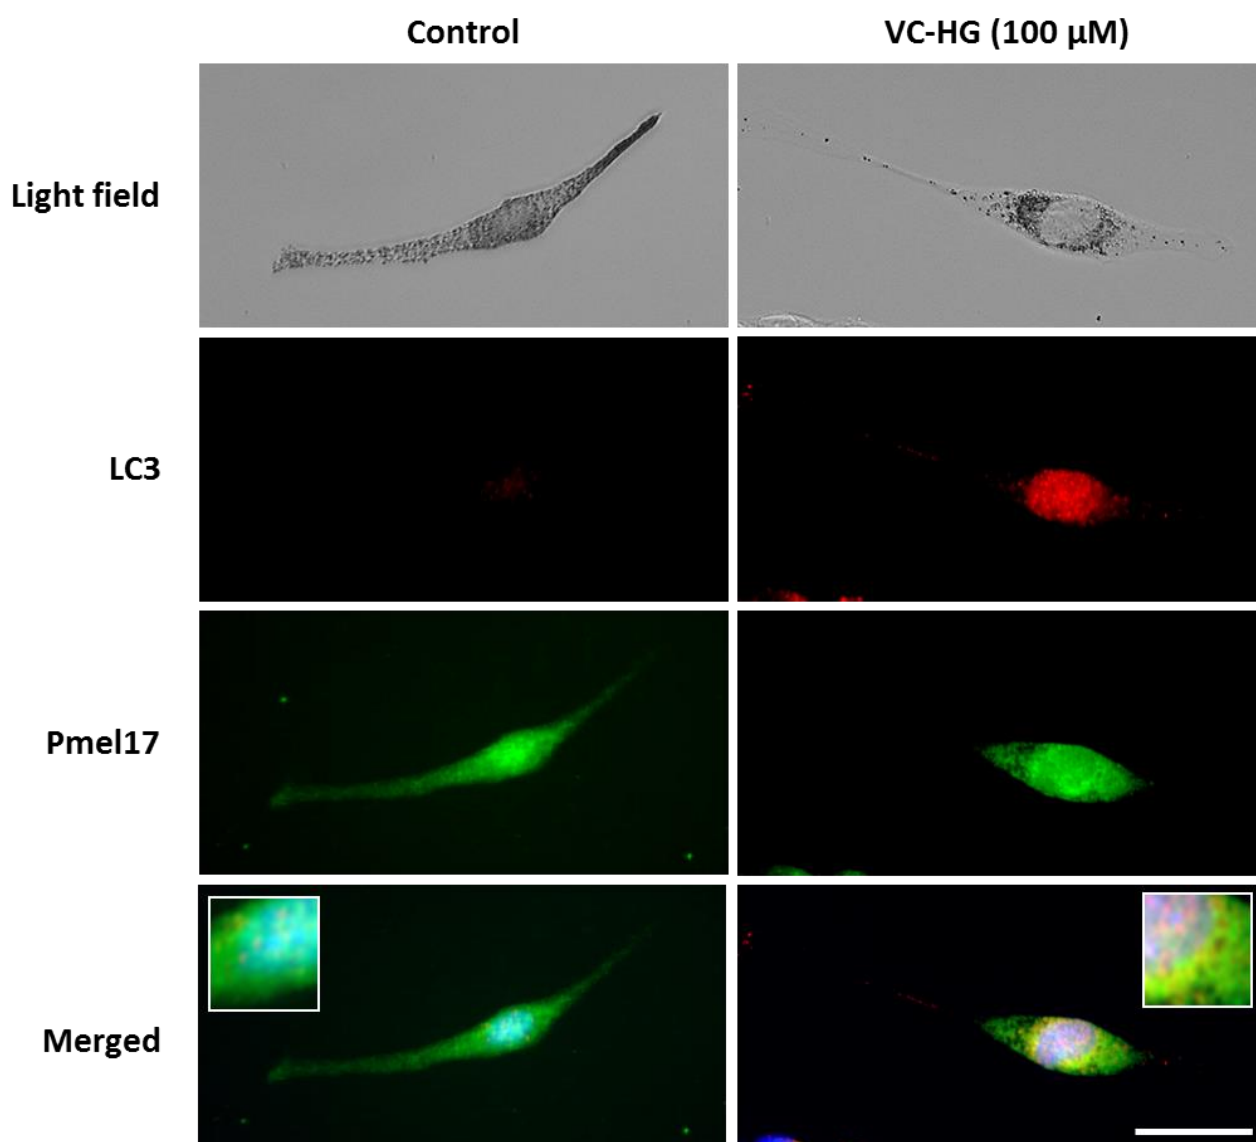 Control
VC-HG (100 µM)
Light field
LC3
Pmel17
Merged